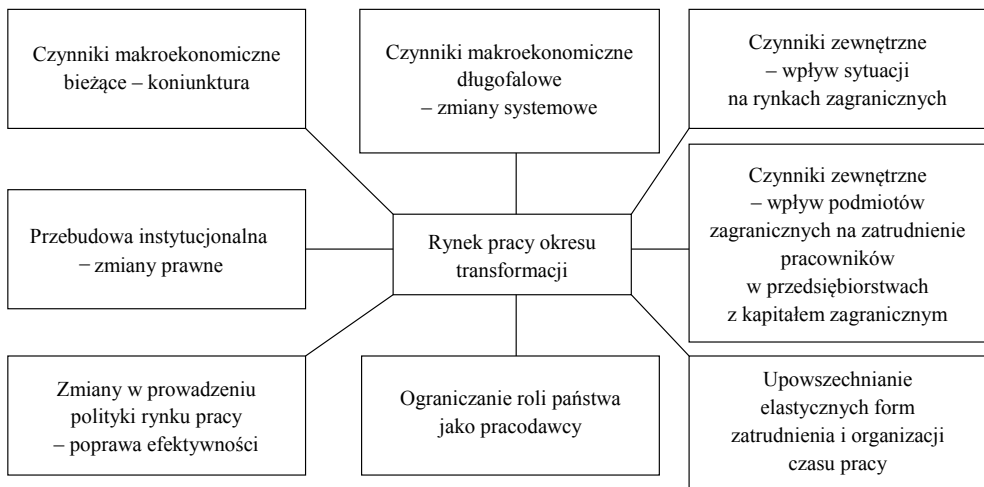 Czynniki makroekonomiczne
bieżące – koniunktura
Czynniki makroekonomiczne
długofalowe
– zmiany systemowe
Czynniki zewnętrzne
– wpływ sytuacji
na rynkach zagranicznych
Przebudowa instytucjonalna
– zmiany prawne
Rynek pracy okresu
transformacji
Czynniki zewnętrzne
– wpływ podmiotów
zagranicznych na zatrudnienie
pracowników
w przedsiębiorstwach
z kapitałem zagranicznym
Zmiany w prowadzeniu
polityki rynku pracy
– poprawa efektywności
Ograniczanie roli państwa
jako pracodawcy
Upowszechnianie
elastycznych form
zatrudnienia i organizacji
czasu pracy